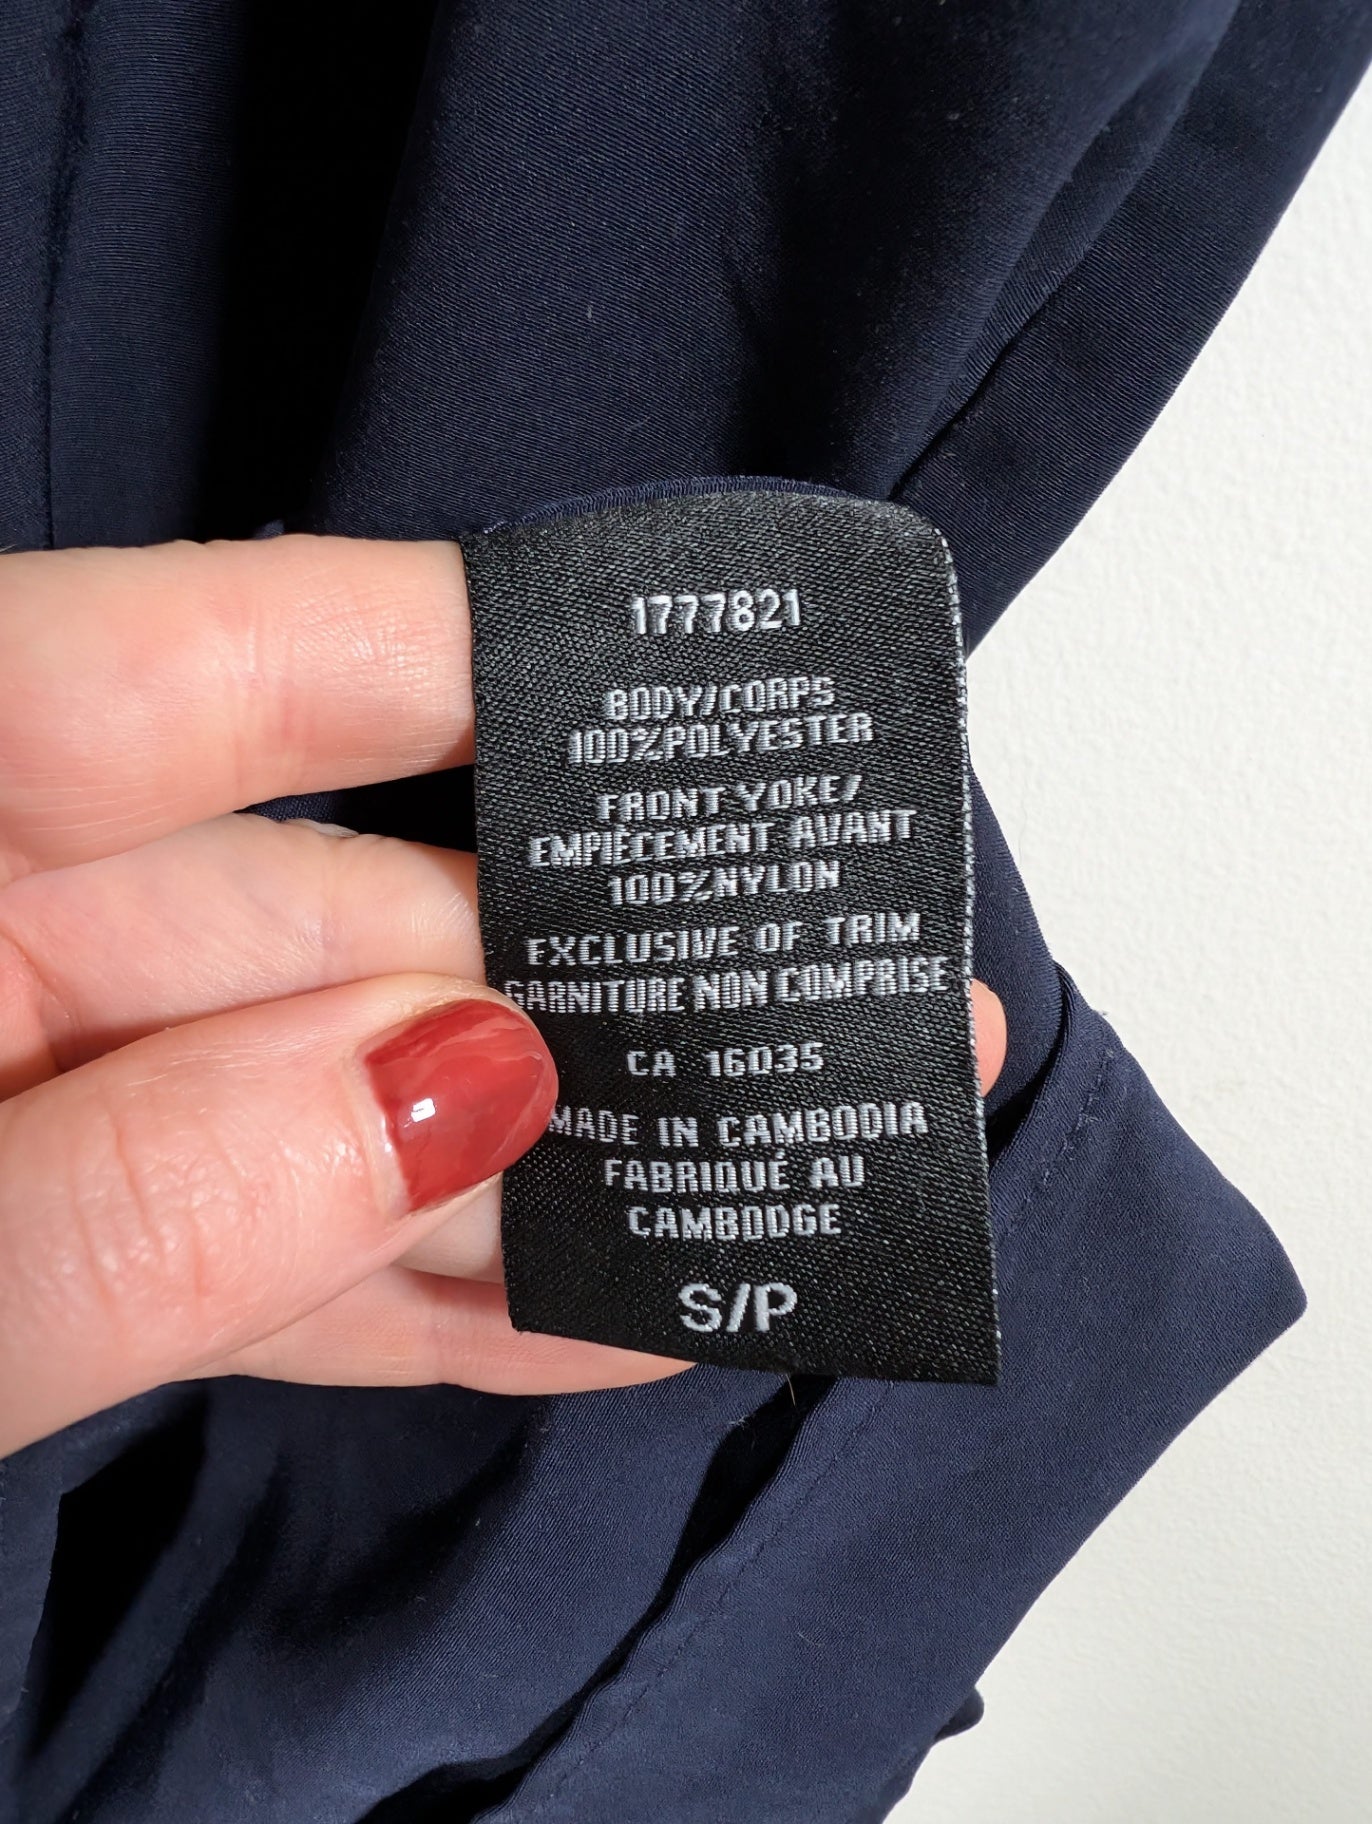 1777821
BODY/CORPS
100%POLYESTER
FRONT YOKE/
EMPIÈCEMENT AVANT
100%NYLON
EXCLUSIVE OF TRIM
GARNITURE NON COMPRISE
CA 16035
MADE IN CAMBODIA
FABRIQUÉ AU
CAMBODGE
S/P